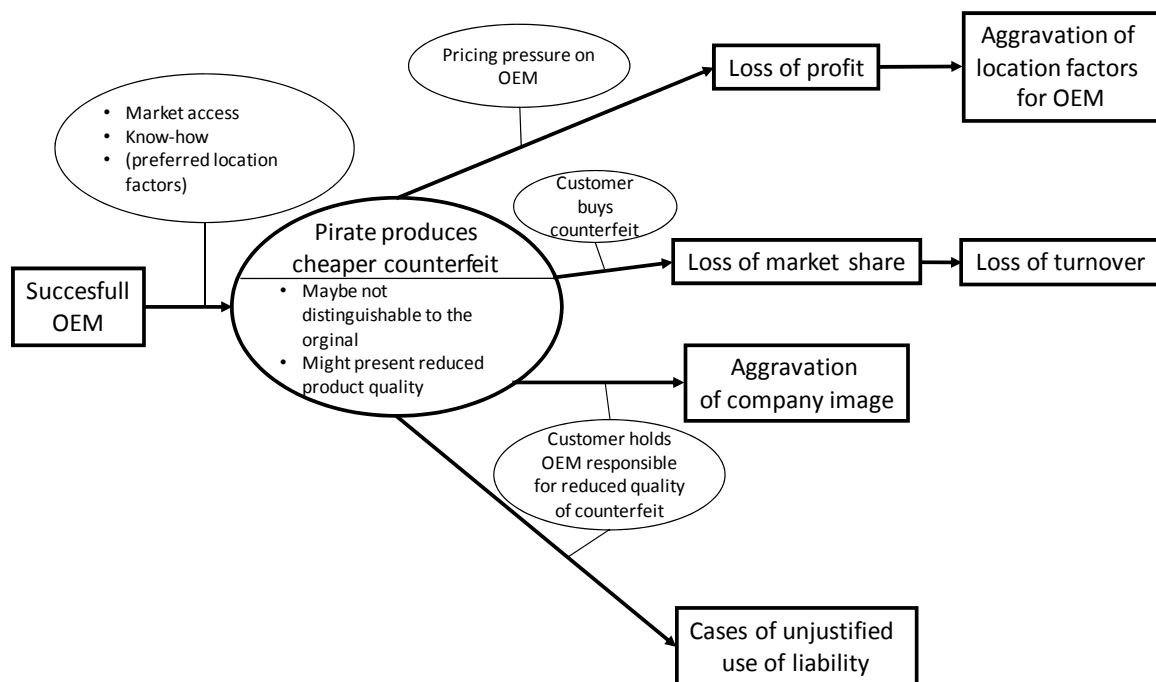 Succesfull
OEM
• Market access
• Know-how
• (preferred location
factors)
Pirate produces
cheaper counterfeit
• Maybe not
distinguishable to the
orginal
• Might present reduced
product quality
Pricing pressure on
OEM
Loss of profit
Aggravation of
location factors
for OEM
Customer
buys
counterfeit
Loss of market share
Loss of turnover
Aggravation
of company image
Customer holds
OEM responsible
for reduced quality
of counterfeit
Cases of unjustified
use of liability